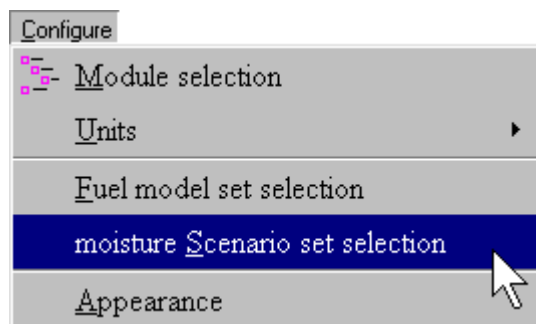 Configure
Module selection
Units
Fuel model set selection
moisture Scenario set selection
Appearance